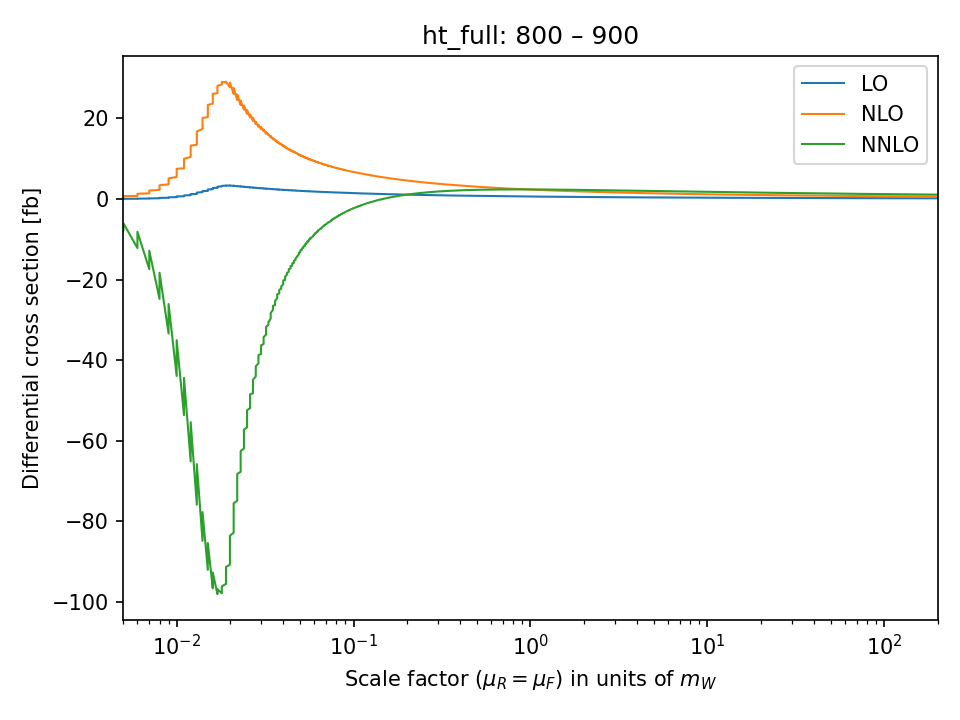 ht_full: 800 – 900
LO
NLO
NNLO
Differential cross section [fb]
20
0
−20
−40
−60
−80
−100
10⁻² 10⁻¹ 10⁰ 10¹ 10²
Scale factor (μ_R = μ_F) in units of m_W